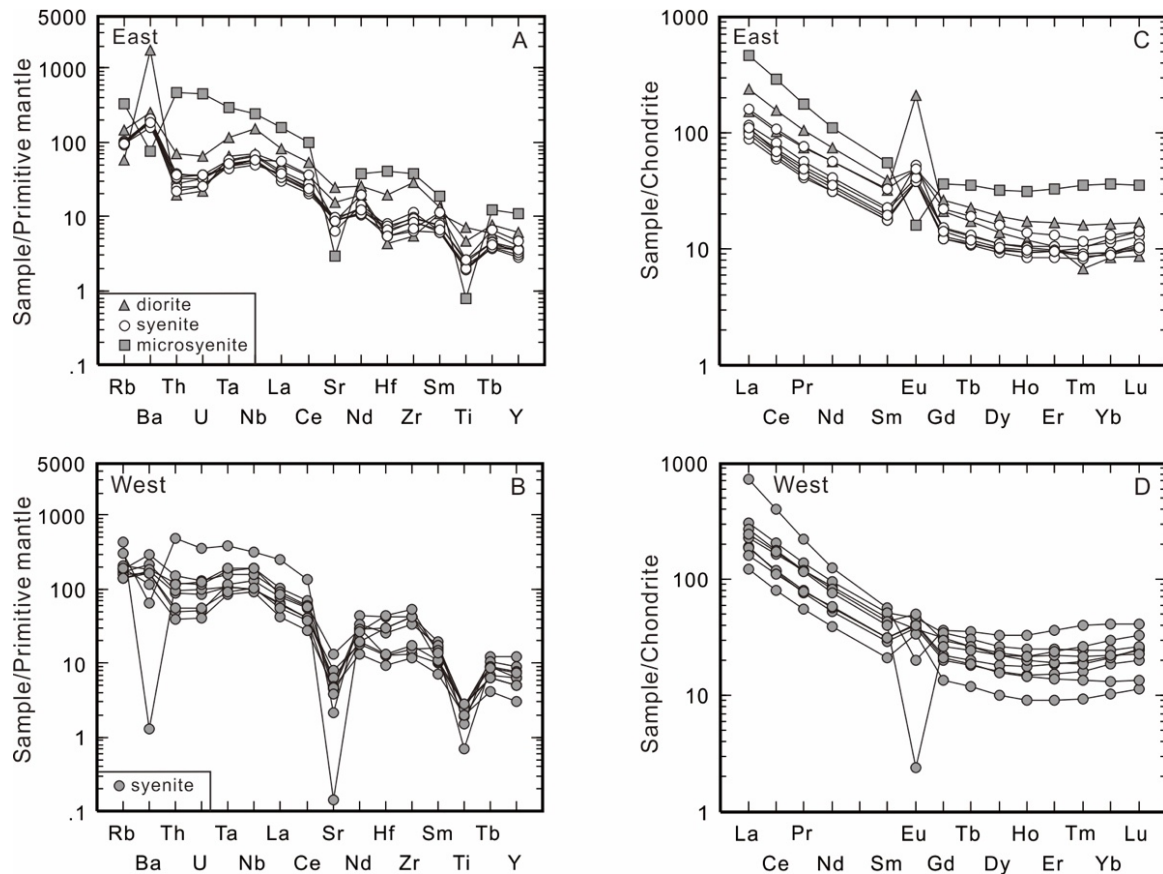 East
A
Sample/Primitive mantle
5000
1000
100
10
1
.1
diorite
syenite
microsyenite
Rb Th Ta La Sr Hf Sm Tb
Ba U Nb Ce Nd Zr Ti Y
East
C
Sample/Chondrite
1000
100
10
1
La Pr Eu Tb Ho Tm Lu
Ce Nd Sm Gd Dy Er Yb
West
B
Sample/Primitive mantle
5000
1000
100
10
1
.1
syenite
Rb Th Ta La Sr Hf Sm Tb
Ba U Nb Ce Nd Zr Ti Y
West
D
Sample/Chondrite
1000
100
10
1
La Pr Eu Tb Ho Tm Lu
Ce Nd Sm Gd Dy Er Yb